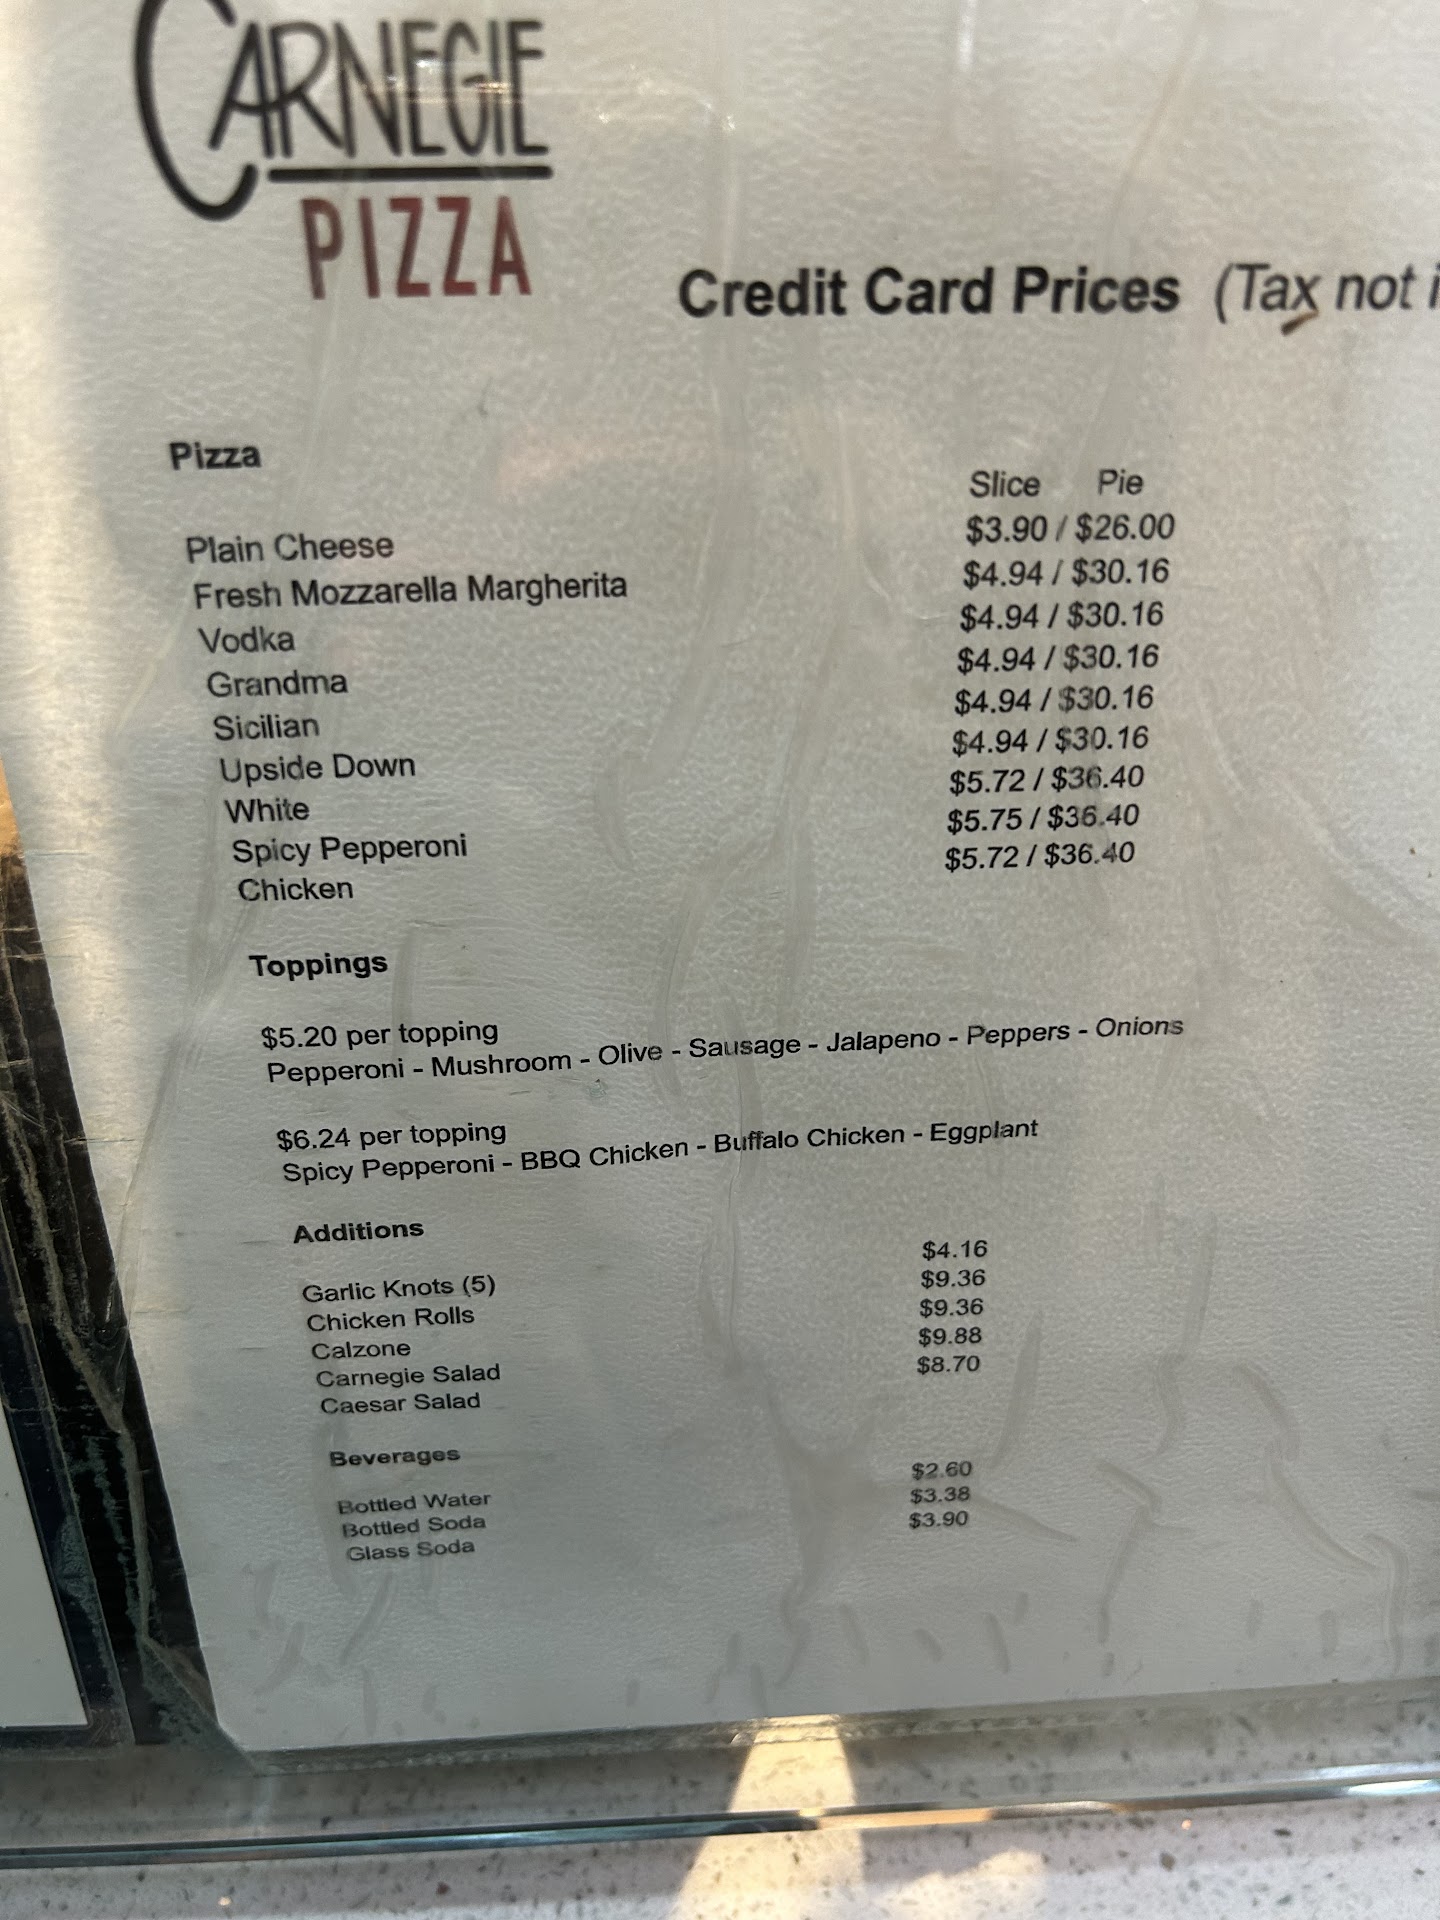 CARNEGIE
PIZZA
Credit Card Prices (Tax not
Pizza
Slice Pie
Plain Cheese $3.90 / $26.00
Fresh Mozzarella Margherita $4.94 / $30.16
Vodka $4.94 / $30.16
Grandma $4.94 / $30.16
Sicilian $4.94 / $30.16
Upside Down $4.94 / $30.16
White $5.72 / $36.40
Spicy Pepperoni $5.75 / $36.40
Chicken $5.72 / $36.40
Toppings
$5.20 per topping
Pepperoni - Mushroom - Olive - Sausage - Jalapeno - Peppers - Onions
$6.24 per topping
Spicy Pepperoni - BBQ Chicken - Buffalo Chicken - Eggplant
Additions
Garlic Knots (5) $4.16
Chicken Rolls $9.36
Calzone $9.36
Carnegie Salad $9.88
Caesar Salad $8.70
Beverages
Bottled Water $2.60
Bottled Soda $3.38
Glass Soda $3.90